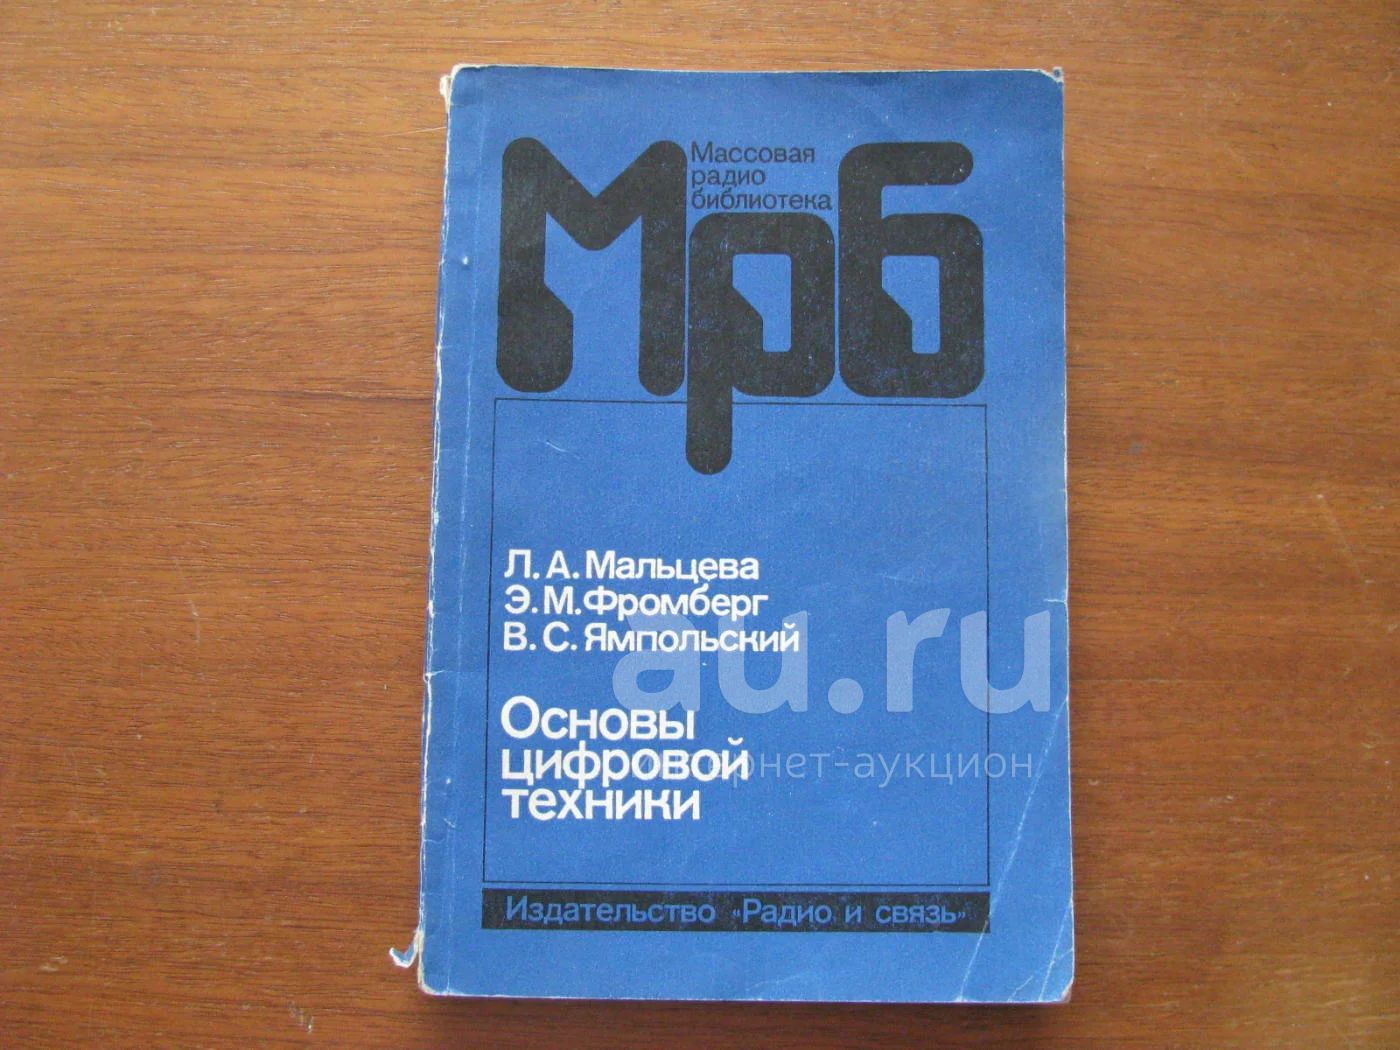 Мрб
Массовая
радио
библиотека
Л. А. Мальцева
Э. М. Фромберг
В. С. Ямпольский
Основы
цифровой
техники
Издательство «Радио и связь»
au.ru
интернет-аукцион